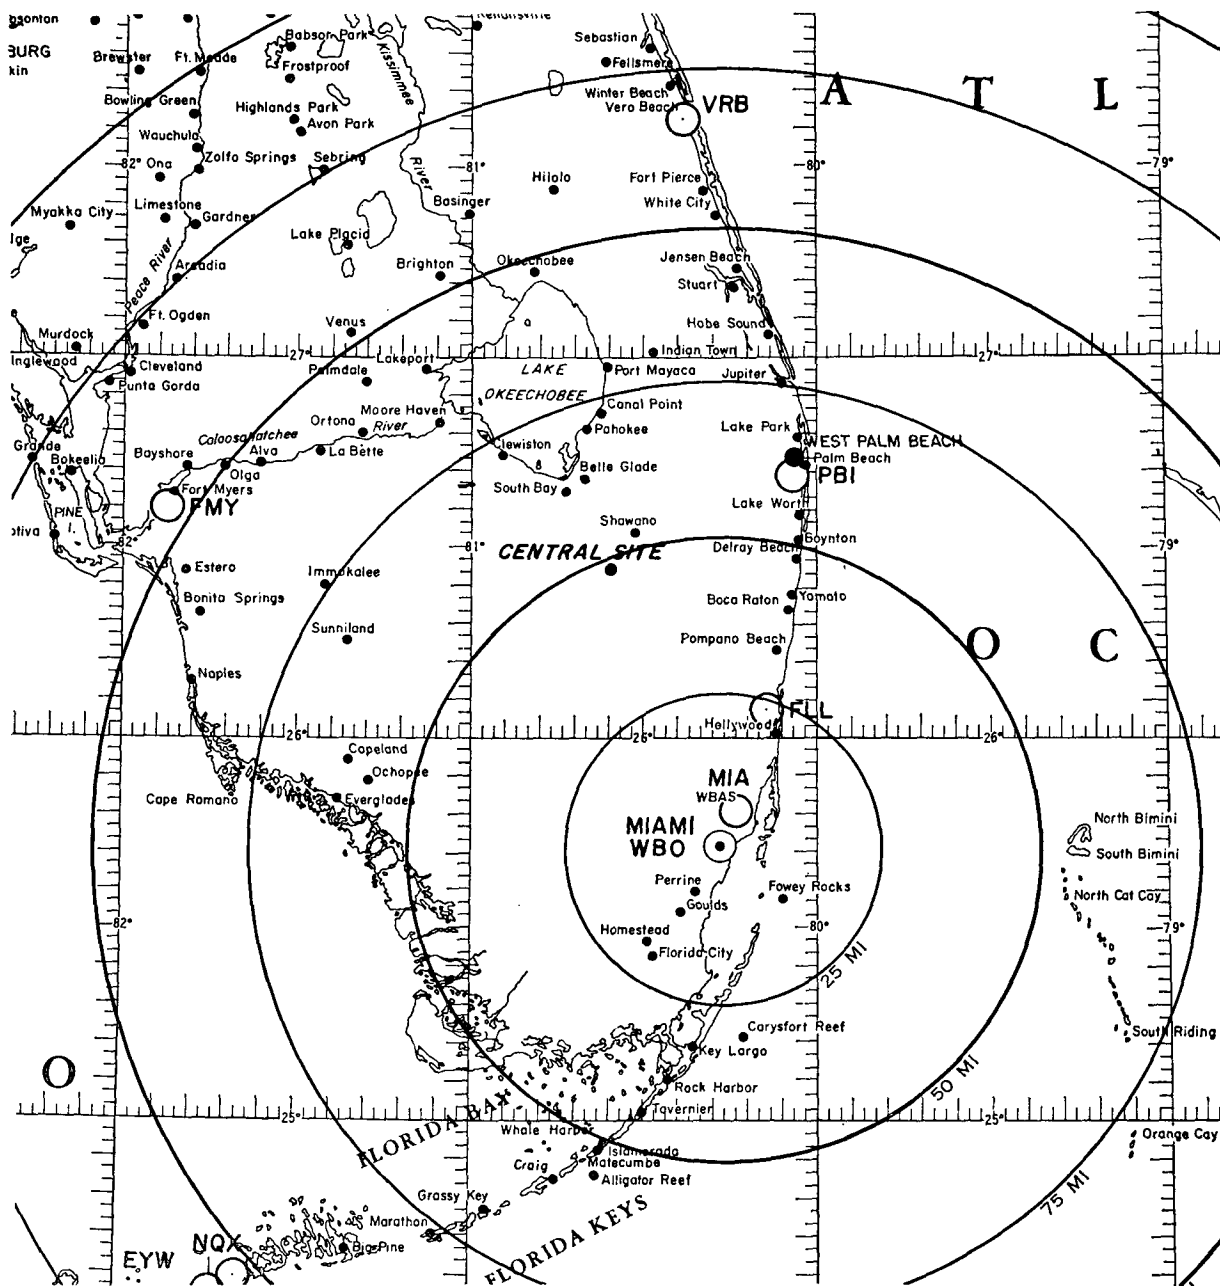 Kenansville
Babson Park
Sebastian
BURG
kin
Brewster
Ft. Meade
Kissimmee
Fellsmere
Frostproof
Winter Beach
Vero Beach
VRB
A T L
Bowling Green
Highlands Park
Avon Park
Wauchula
82°
Ona
Zolfo Springs
Sebring
River
81°
80°
79°
Hilolo
Fort Pierce
White City
Myakka City
Limestone
Gardner
Basinger
Lake Placid
Peace River
Arcadia
Brighton
Okeechobee
Jensen Beach
Stuart
Ft. Ogden
Murdock
Venus
Hobe Sound
Inglewood
Cleveland
Punta Gorda
Palmdale
Lakeport
27°
Indian Town
27°
LAKE
OKEECHOBEE
Port Mayaca
Jupiter
Moore Haven
Canal Point
Ortona
River
Caloosahatchee
Pahokee
Lake Park
WEST PALM BEACH
Palm Beach
PBI
Grande
Bokeelia
Bayshore
Alva
Olga
La Belle
Clewiston
Belle Glade
South Bay
Fort Myers
FMY
PINE
I.
Lake Worth
Shawano
82°
81°
79°
CENTRAL SITE
Delray Beach
Boynton
Estero
Immokalee
Bonita Springs
Boca Raton
Yamato
Sunniland
Pompano Beach
O C
Naples
FLL
Hollywood
26°
26°
26°
Copeland
Ochopee
Cape Romano
Everglades
MIA
WBAS
MIAMI
WBO
North Bimini
South Bimini
Perrine
Fowey Rocks
North Cat Cay
Goulds
82°
Homestead
Florida City
80°
79°
25 MI
Carysfort Reef
South Riding
Key Largo
O
Rock Harbor
50 MI
25°
FLORIDA BAY
Tavernier
25°
Whale Harbor
Orange Cay
Islamorada
Matecumbe
Craig
Alligator Reef
75 MI
Grassy Key
Marathon
FLORIDA KEYS
EYW
NQX
Big Pine